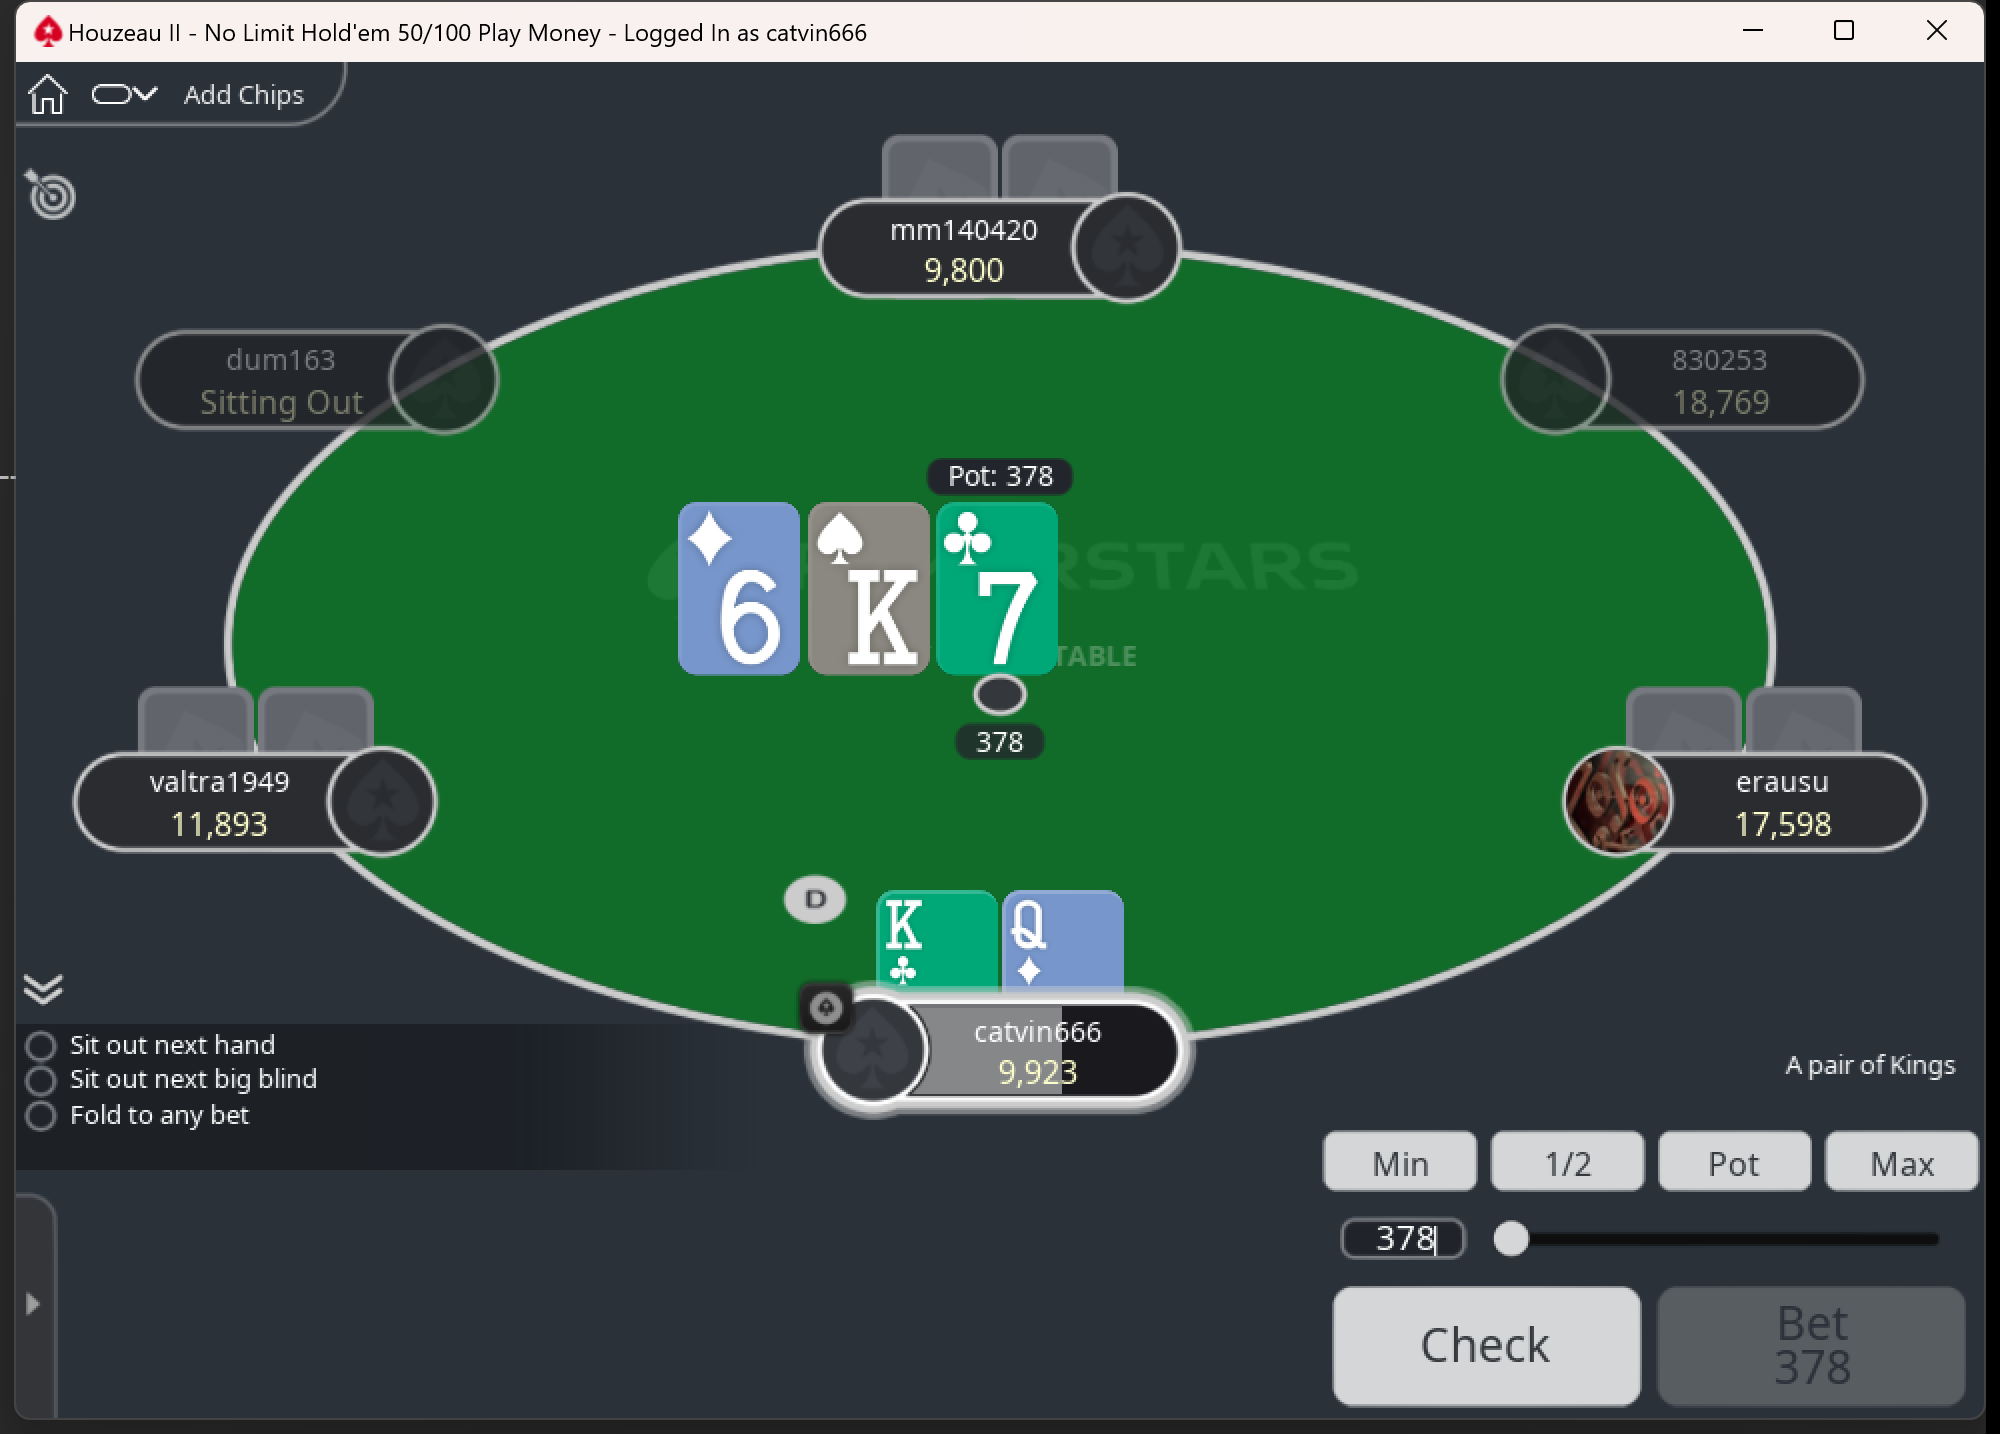 Houzeau II - No Limit Hold'em 50/100 Play Money - Logged In as catvin666
Add Chips
mm140420
9,800
dum163
Sitting Out
830253
18,769
Pot: 378
6 K 7
RSTARS
TABLE
378
valtra1949
11,893
erausu
17,598
D
K Q
catvin666
9,923
Sit out next hand
Sit out next big blind
Fold to any bet
A pair of Kings
Min 1/2 Pot Max
378
Check
Bet
378